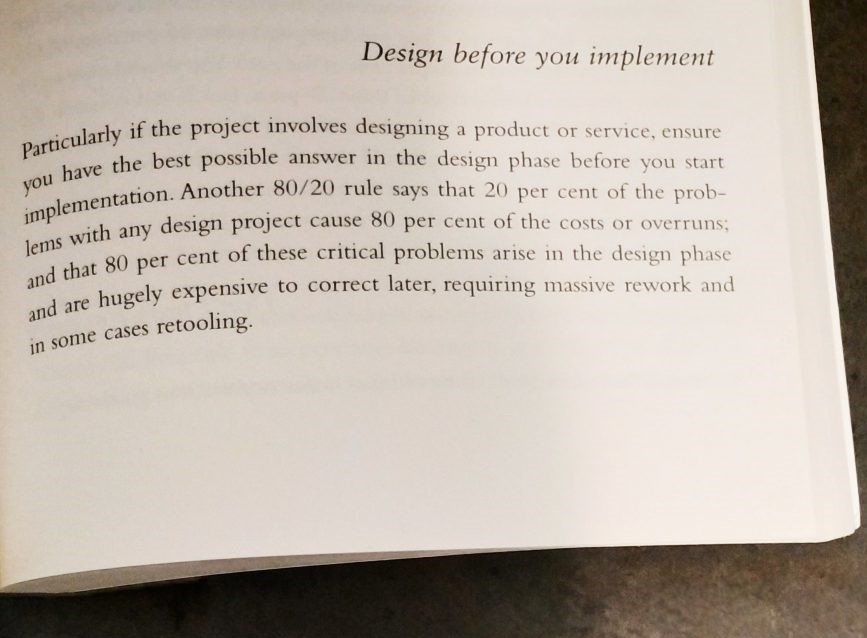 Design before you implement
Particularly if the project involves designing a product or service, ensure
you have the best possible answer in the design phase before you start
implementation. Another 80/20 rule says that 20 per cent of the prob-
lems with any design project cause 80 per cent of the costs or overruns;
and that 80 per cent of these critical problems arise in the design phase
and are hugely expensive to correct later, requiring massive rework and
in some cases retooling.